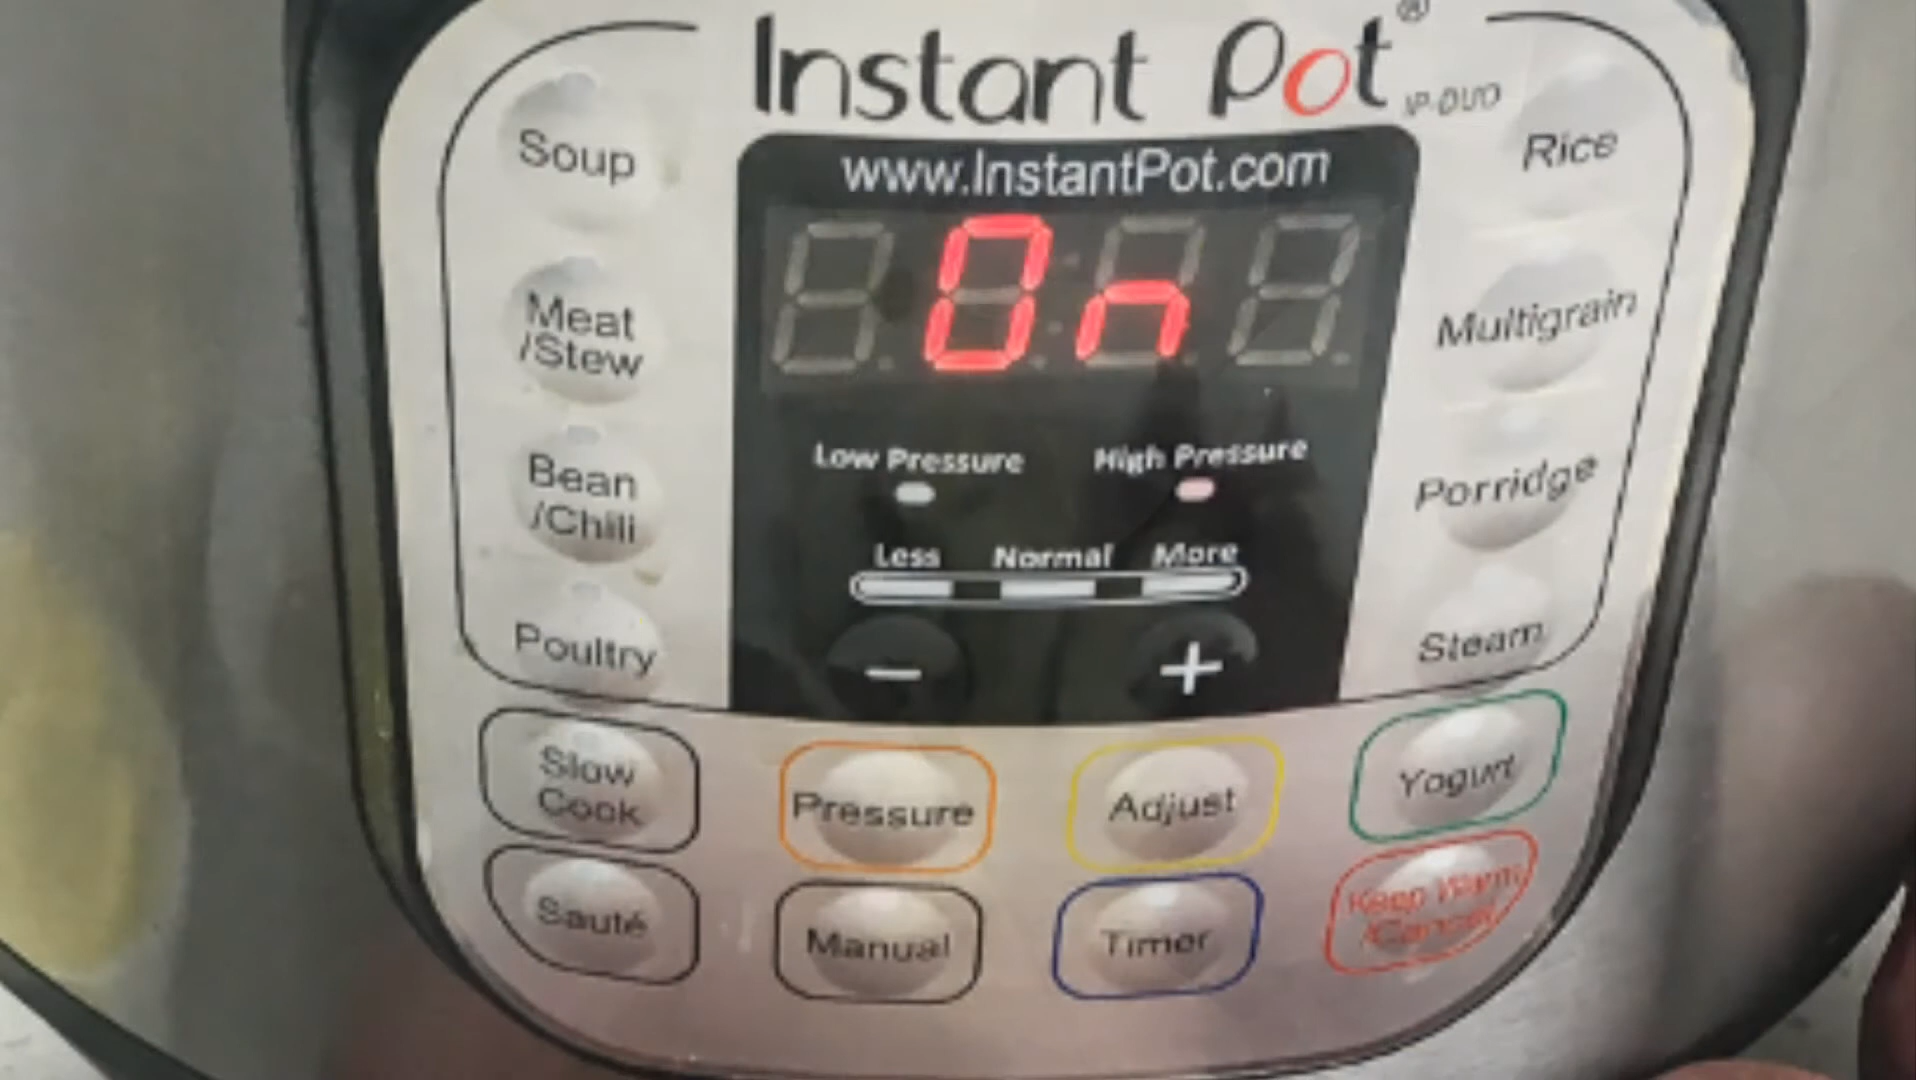 Instant Pot®
IP-DUO
www.InstantPot.com
On
Low Pressure
High Pressure
Less
Normal
More
−
+
Soup
Meat
/Stew
Bean
/Chili
Poultry
Rice
Multigrain
Porridge
Steam
Slow
Cook
Pressure
Adjust
Yogurt
Sauté
Manual
Timer
Keep Warm
/Cancel